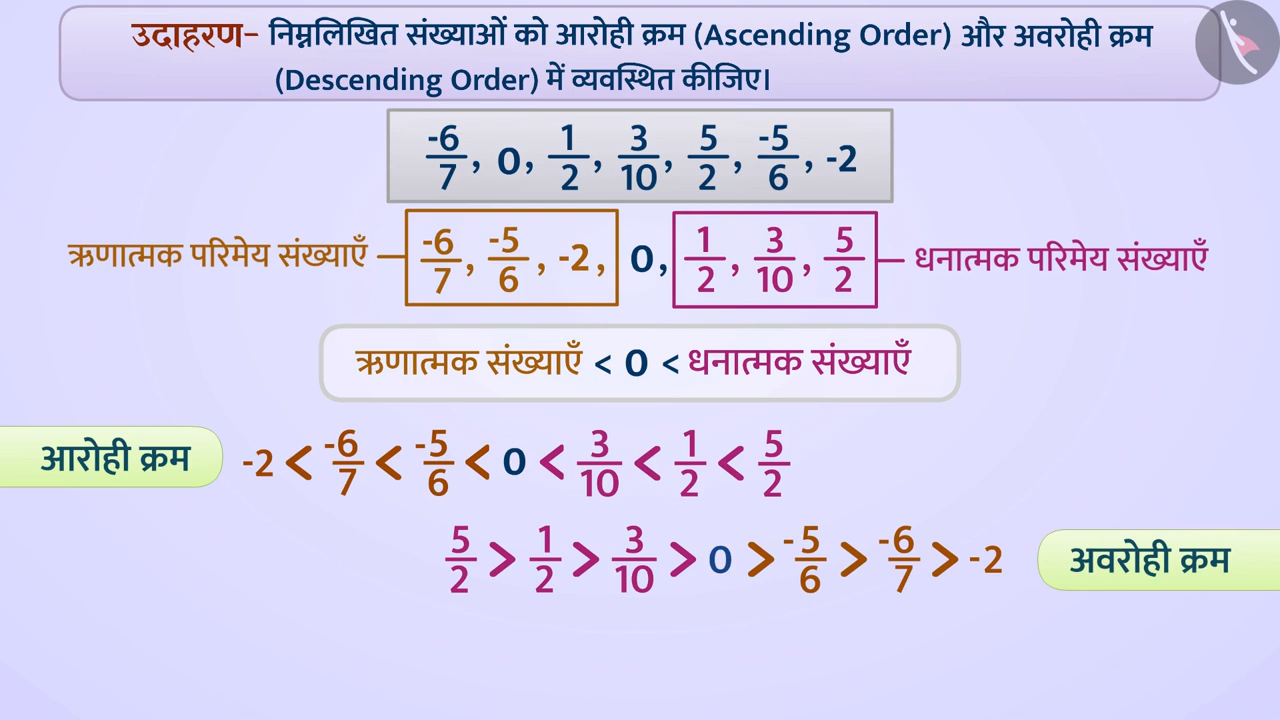 उदाहरण– निम्नलिखित संख्याओं को आरोही क्रम (Ascending Order) और अवरोही क्रम
(Descending Order) में व्यवस्थित कीजिए।
-6/7, 0, 1/2, 3/10, 5/2, -5/6, -2
ऋणात्मक परिमेय संख्याएँ -6/7, -5/6, -2, 0, 1/2, 3/10, 5/2 धनात्मक परिमेय संख्याएँ
ऋणात्मक संख्याएँ < 0 < धनात्मक संख्याएँ
आरोही क्रम -2 < -6/7 < -5/6 < 0 < 3/10 < 1/2 < 5/2
5/2 > 1/2 > 3/10 > 0 > -5/6 > -6/7 > -2 अवरोही क्रम